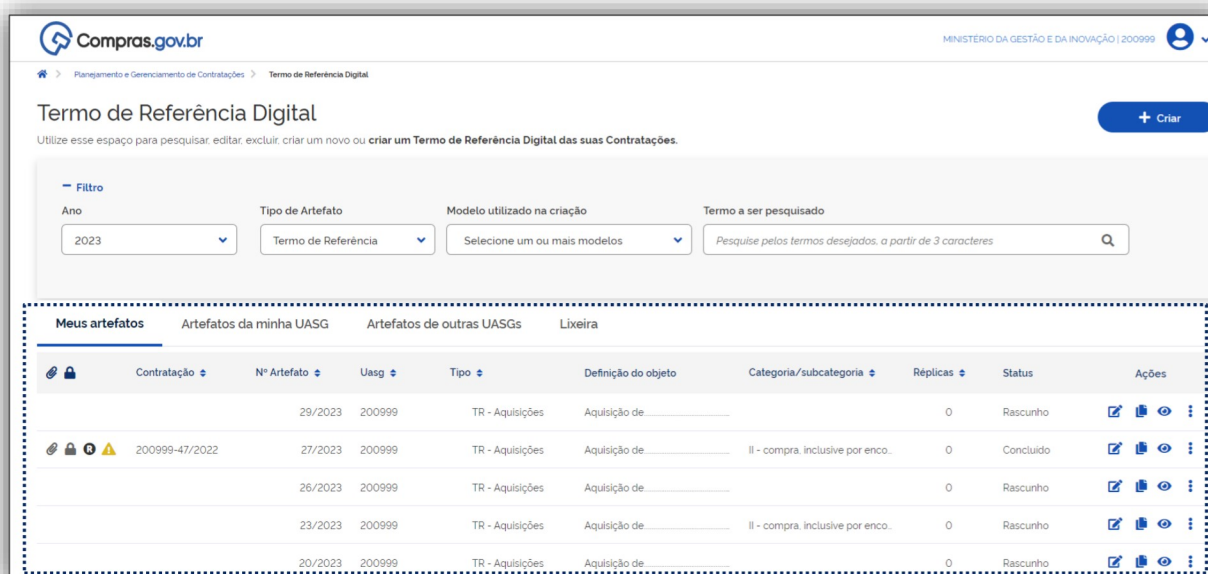 Compras.gov.br
MINISTÉRIO DA GESTÃO E DA INOVAÇÃO | 200999
Planejamento e Gerenciamento de Contratações > Termo de Referência Digital
Termo de Referência Digital
+ Criar
Utilize esse espaço para pesquisar, editar, excluir, criar um novo ou criar um Termo de Referência Digital das suas Contratações.
Filtro
Ano Tipo de Artefato Modelo utilizado na criação Termo a ser pesquisado
2023 Termo de Referência Selecione um ou mais modelos Pesquise pelos termos desejados, a partir de 3 caracteres
Meus artefatos Artefatos da minha UASG Artefatos de outras UASGs Lixeira
Contratação Nº Artefato Uasg Tipo Definição do objeto Categoria/subcategoria Réplicas Status Ações
29/2023 200999 TR - Aquisições Aquisição de.............................. 0 Rascunho
R 200999-47/2022 27/2023 200999 TR - Aquisições Aquisição de.............................. II - compra, inclusive por enco... 0 Concluído
26/2023 200999 TR - Aquisições Aquisição de.............................. 0 Rascunho
23/2023 200999 TR - Aquisições Aquisição de.............................. II - compra, inclusive por enco... 0 Rascunho
20/2023 200999 TR - Aquisições Aquisição de.............................. 0 Rascunho